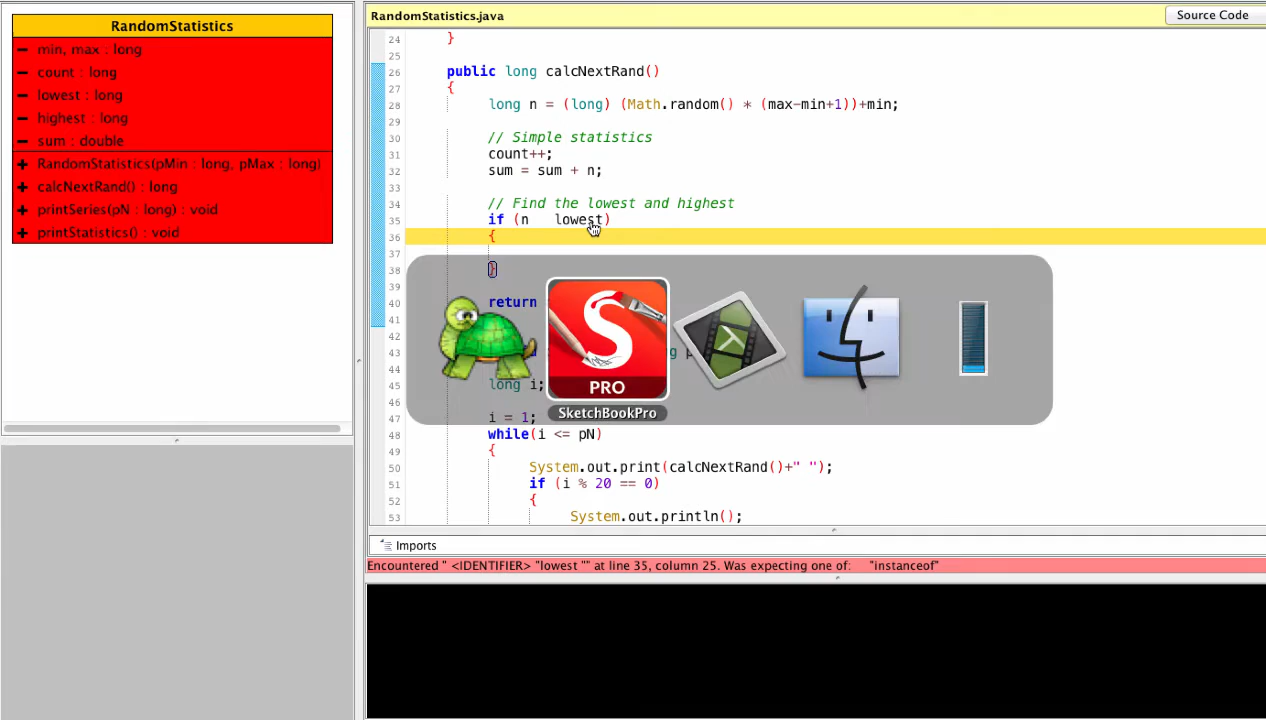 RandomStatistics
min, max : long
count : long
lowest : long
highest : long
sum : double
RandomStatistics(pMin : long, pMax : long)
calcNextRand() : long
printSeries(pN : long) : void
printStatistics() : void
RandomStatistics.java
Source Code
24 }
25
26 public long calcNextRand()
27 {
28 long n = (long) (Math.random() * (max-min+1))+min;
29
30 // Simple statistics
31 count++;
32 sum = sum + n;
33
34 // Find the lowest and highest
35 if (n lowest)
36 {
37
38 }
39
40 return
41
42
43
44
45 long i;
46
47 i = 1;
48 while(i <= pN)
49 {
50 System.out.print(calcNextRand()+" ");
51 if (i % 20 == 0)
52 {
53 System.out.println();
PRO
SketchBookPro
Imports
Encountered " <IDENTIFIER> "lowest "" at line 35, column 25. Was expecting one of: "instanceof"